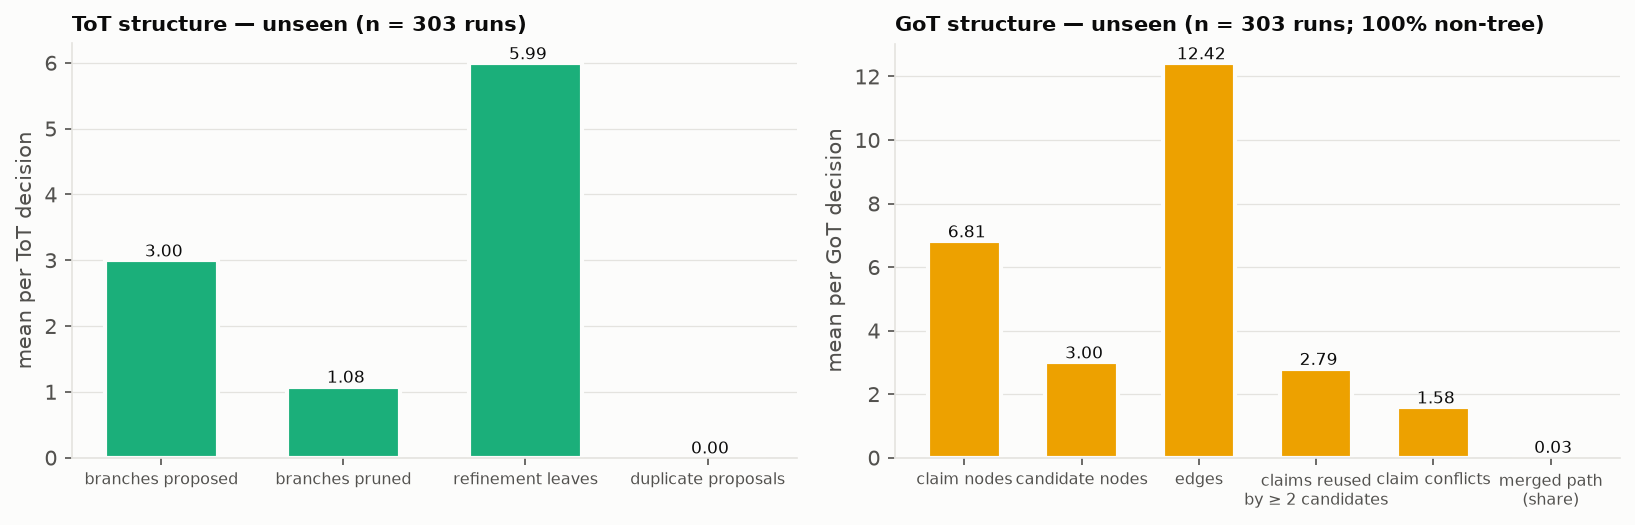 ToT structure — unseen (n = 303 runs)
mean per ToT decision
6
5
4
3
2
1
0
3.00
1.08
5.99
0.00
branches proposed
branches pruned
refinement leaves
duplicate proposals
GoT structure — unseen (n = 303 runs; 100% non-tree)
mean per GoT decision
12
10
8
6
4
2
0
6.81
3.00
12.42
2.79
1.58
0.03
claim nodes
candidate nodes
edges
claims reused
by ≥ 2 candidates
claim conflicts
merged path
(share)